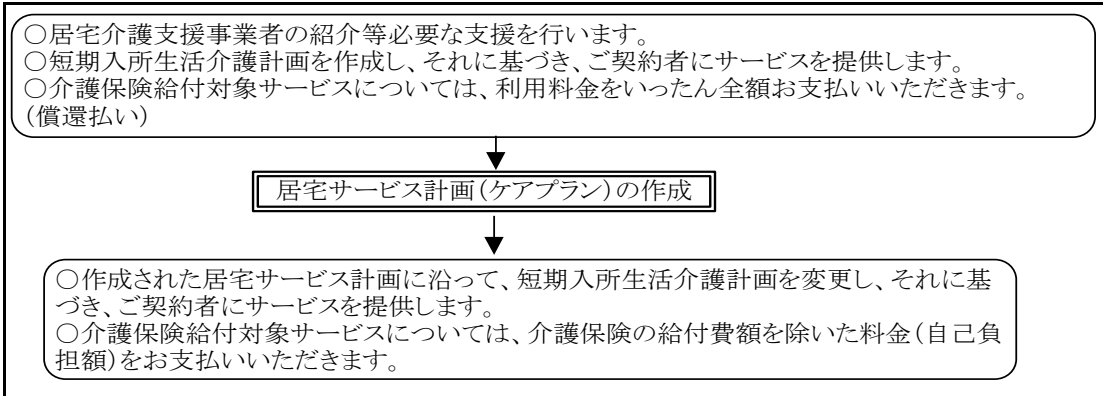 ○居宅介護支援事業者の紹介等必要な支援を行います。
○短期入所生活介護計画を作成し、それに基づき、ご契約者にサービスを提供します。
○介護保険給付対象サービスについては、利用料金をいったん全額お支払いいただきます。
(償還払い)
居宅サービス計画(ケアプラン)の作成
○作成された居宅サービス計画に沿って、短期入所生活介護計画を変更し、それに基
づき、ご契約者にサービスを提供します。
○介護保険給付対象サービスについては、介護保険の給付費額を除いた料金(自己負
担額)をお支払いいただきます。